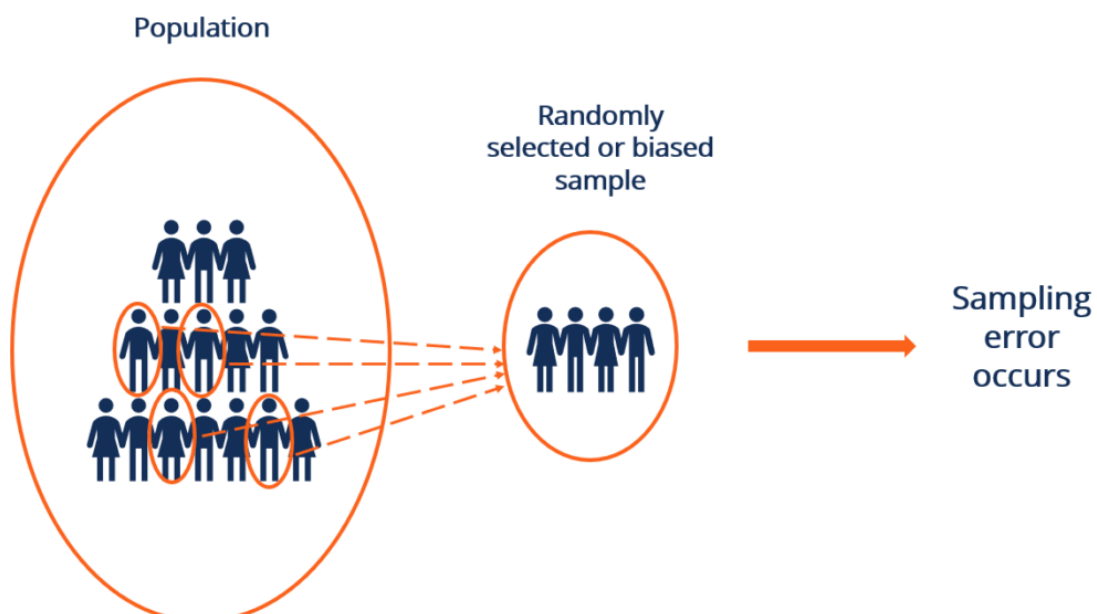 Population
Randomly
selected or biased
sample
Sampling
error
occurs